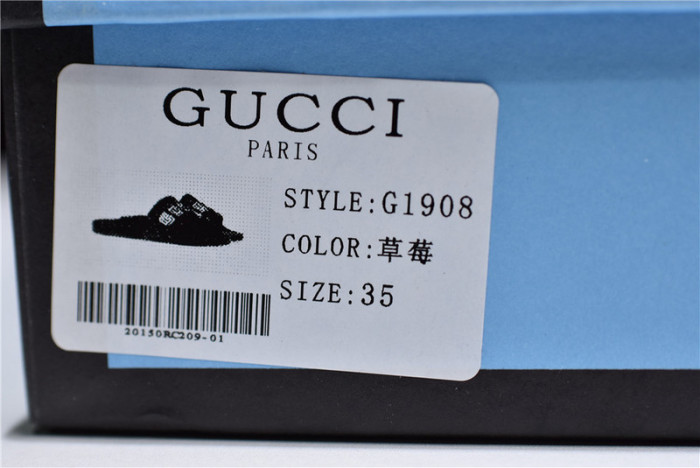 GUCCI
PARIS
STYLE:G1908
COLOR:草莓
SIZE:35
20150RC209-01